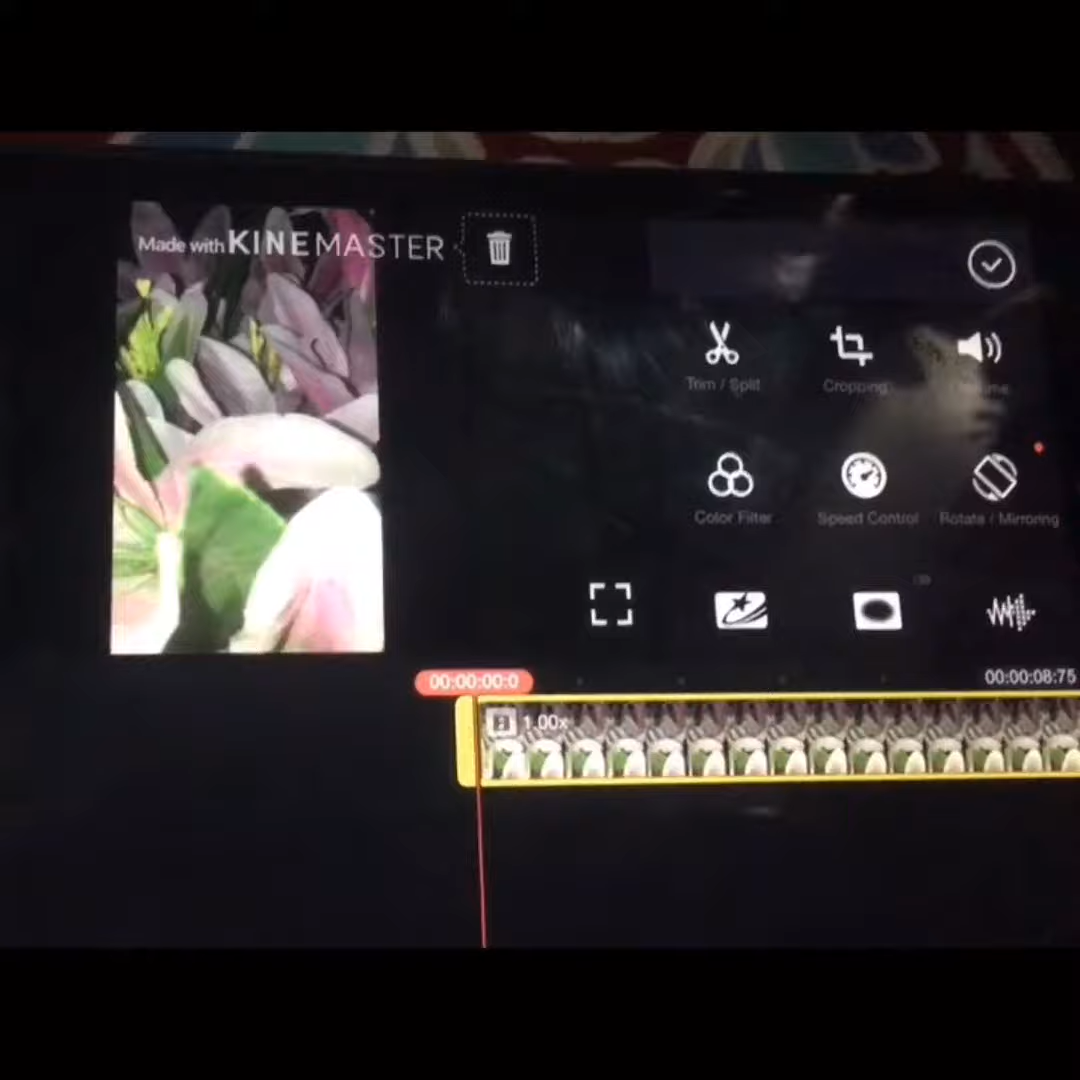 Made with KINEMASTER
Trim / Split
Cropping
Color Filter
Speed Control
Rotate / Mirroring
00:00:00:0
00:00:08:75
1.00x